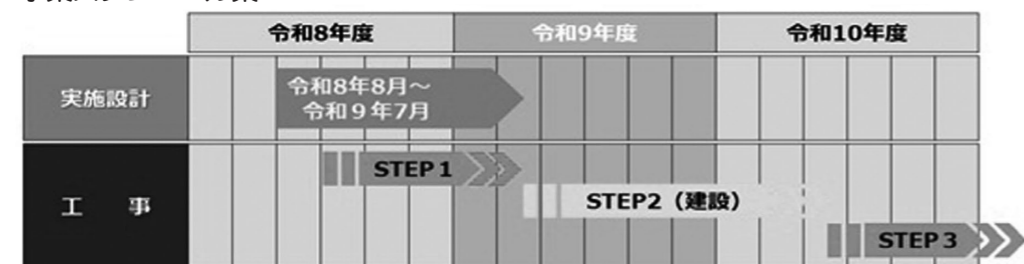 令和8年度
令和9年度
令和10年度
実施設計
令和8年8月～
令和9年7月
工 事
STEP1
STEP2（建設）
STEP3